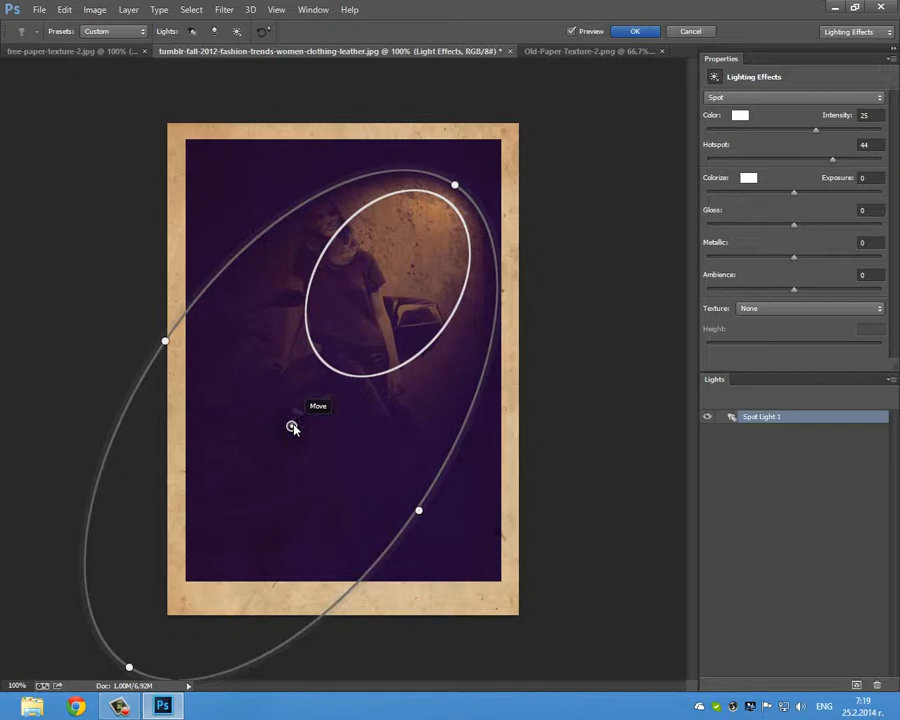 Ps File Edit Image Layer Type Select Filter 3D View Window Help
Presets: Custom Lights: Preview OK Cancel Lighting Effects
free-paper-texture-2.jpg @ 100% ( ... × tumblr-fall-2012-fashion-trends-women-clothing-leather.jpg @ 100% (Light Effects, RGB/8#) * × Old-Paper-Texture-2.png @ 66,7%... ×
Properties
Lighting Effects
Spot
Color: Intensity: 25
Hotspot: 44
Colorize: Exposure: 0
Gloss: 0
Metallic: 0
Ambience: 0
Texture: None
Height:
Lights
Spot Light 1
Move
100% Doc: 1,00M/6,92M
Ps ENG 7:19
25.2.2014 г.